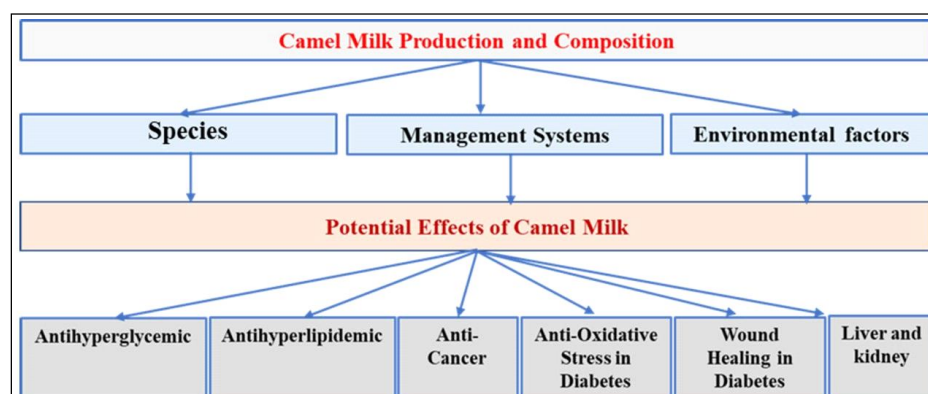 Camel Milk Production and Composition
Species
Management Systems
Environmental factors
Potential Effects of Camel Milk
Antihyperglycemic
Antihyperlipidemic
Anti-
Cancer
Anti-Oxidative
Stress in
Diabetes
Wound
Healing in
Diabetes
Liver and
kidney